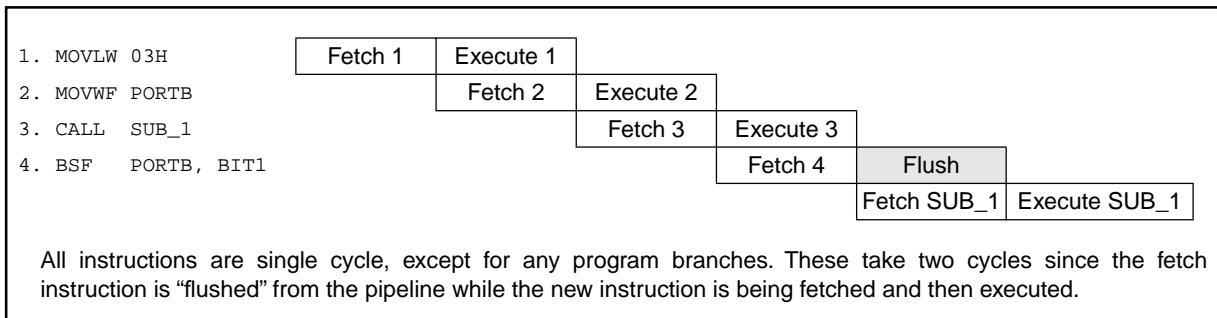 1. MOVLW 03H Fetch 1 Execute 1
2. MOVWF PORTB Fetch 2 Execute 2
3. CALL SUB_1 Fetch 3 Execute 3
4. BSF PORTB, BIT1 Fetch 4 Flush
Fetch SUB_1 Execute SUB_1
All instructions are single cycle, except for any program branches. These take two cycles since the fetch
instruction is “flushed” from the pipeline while the new instruction is being fetched and then executed.